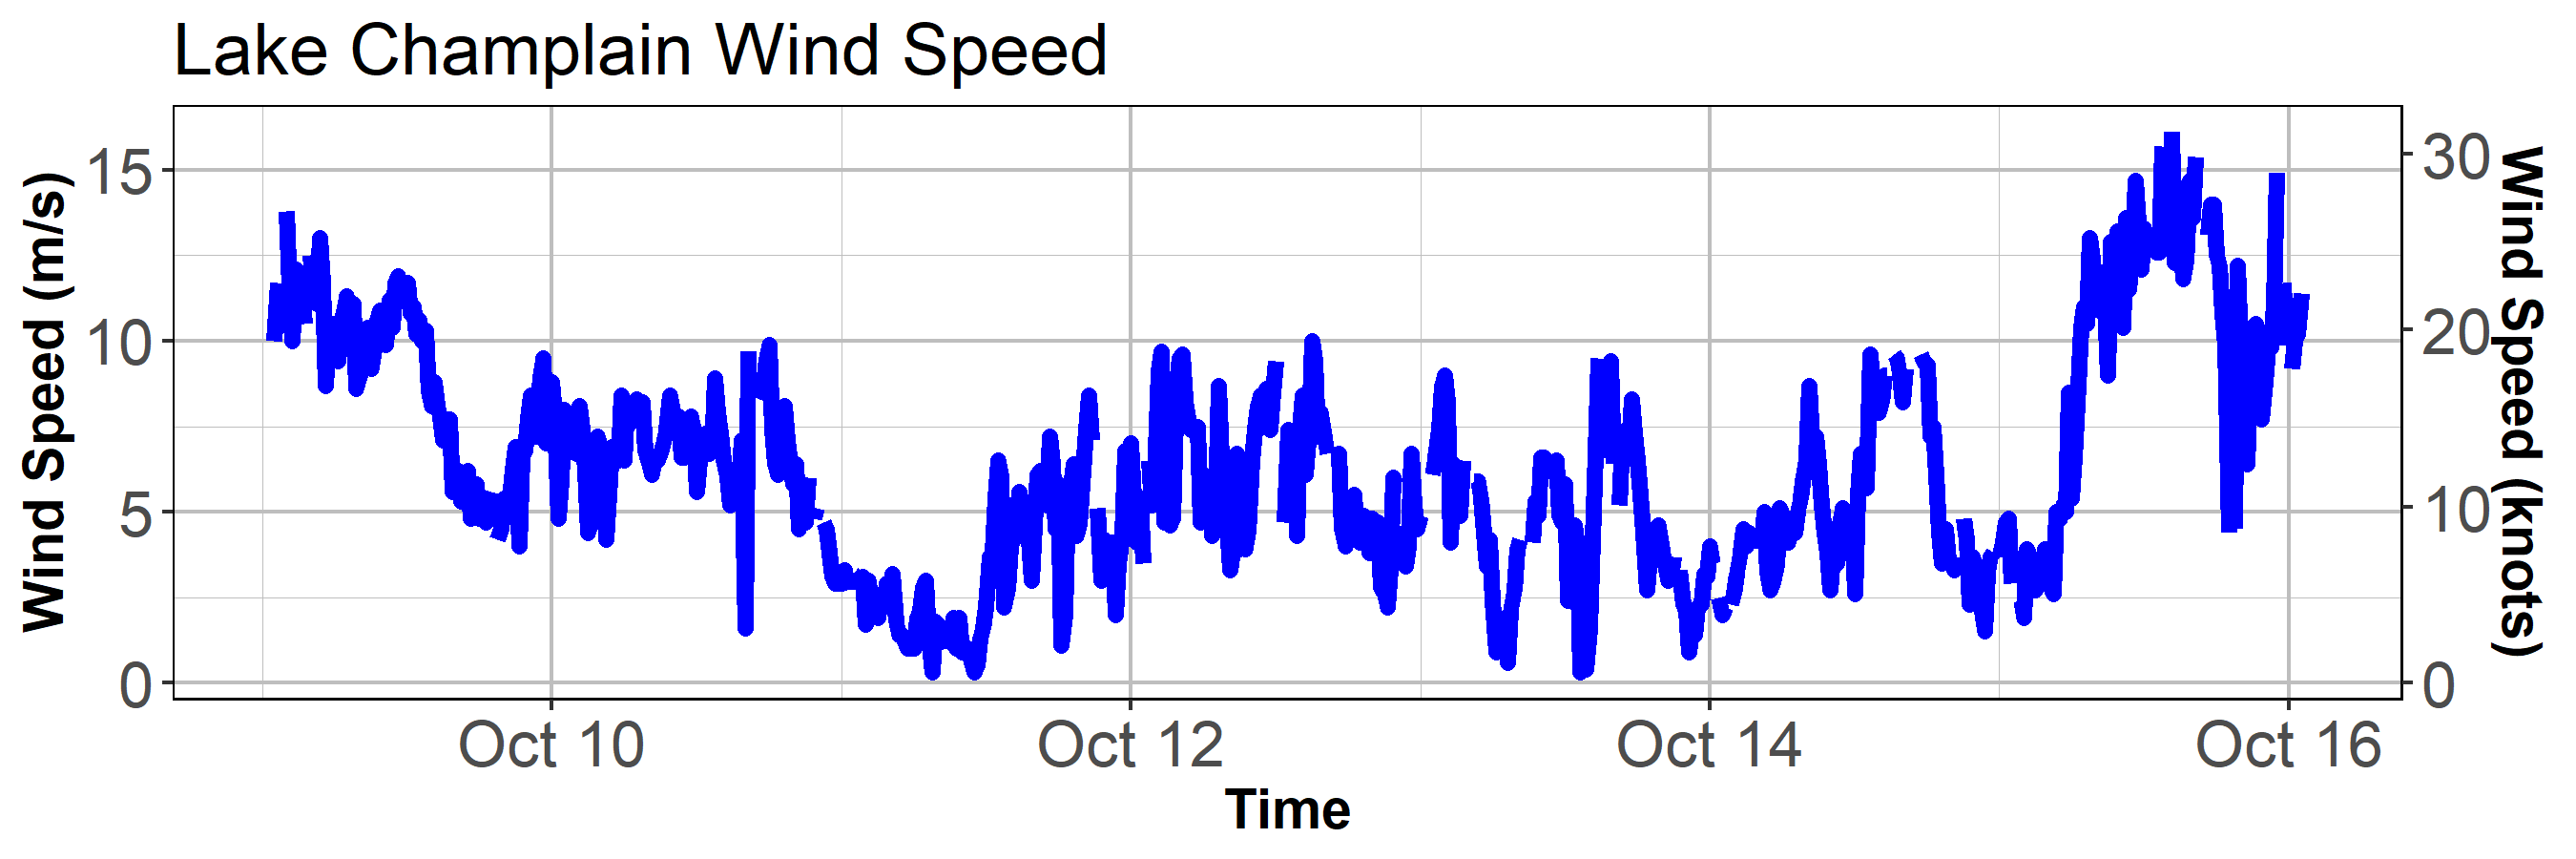 Lake Champlain Wind Speed
Wind Speed (m/s)
15
10
5
0
30
20
10
0
Wind Speed (knots)
Oct 10 Oct 12 Oct 14 Oct 16
Time